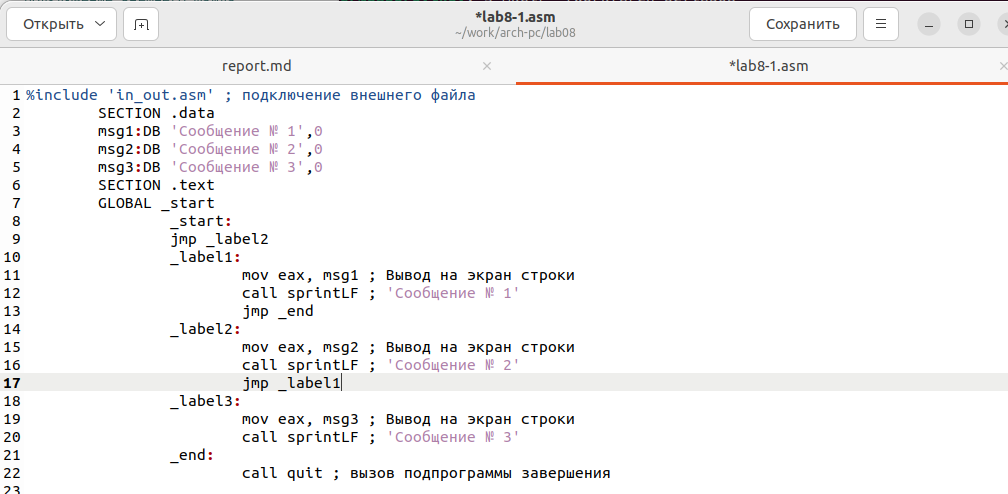 Открыть
*lab8-1.asm
~/work/arch-pc/lab08
Сохранить
report.md
*lab8-1.asm
1 %include 'in_out.asm' ; подключение внешнего файла
2 SECTION .data
3 msg1:DB 'Сообщение № 1',0
4 msg2:DB 'Сообщение № 2',0
5 msg3:DB 'Сообщение № 3',0
6 SECTION .text
7 GLOBAL _start
8 _start:
9 jmp _label2
10 _label1:
11 mov eax, msg1 ; Вывод на экран строки
12 call sprintLF ; 'Сообщение № 1'
13 jmp _end
14 _label2:
15 mov eax, msg2 ; Вывод на экран строки
16 call sprintLF ; 'Сообщение № 2'
17 jmp _label1
18 _label3:
19 mov eax, msg3 ; Вывод на экран строки
20 call sprintLF ; 'Сообщение № 3'
21 _end:
22 call quit ; вызов подпрограммы завершения
23